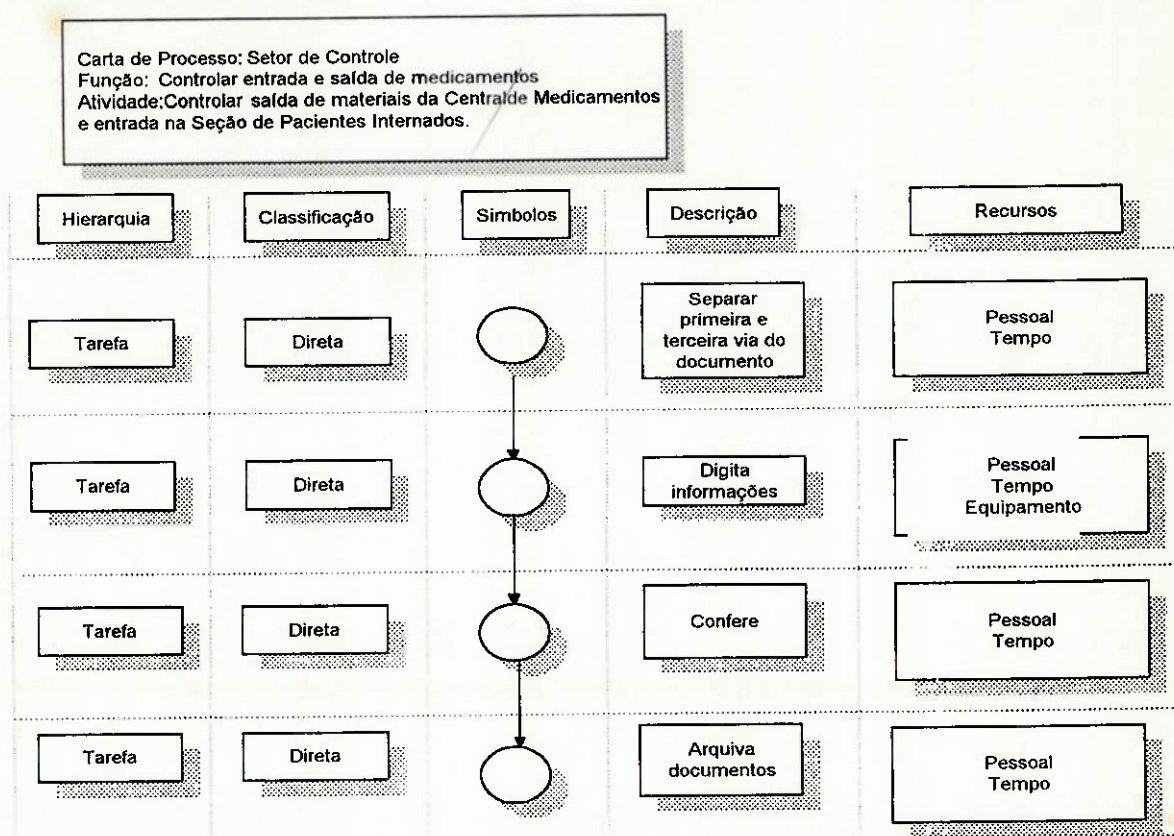 Carta de Processo: Setor de Controle
Função: Controlar entrada e saída de medicamentos
Atividade:Controlar saída de materiais da Centralde Medicamentos
e entrada na Seção de Pacientes Internados.
Hierarquia
Classificação
Simbolos
Descrição
Recursos
Tarefa
Direta
Separar
primeira e
terceira via do
documento
Pessoal
Tempo
Tarefa
Direta
Digita
informações
Pessoal
Tempo
Equipamento
Tarefa
Direta
Confere
Pessoal
Tempo
Tarefa
Direta
Arquiva
documentos
Pessoal
Tempo